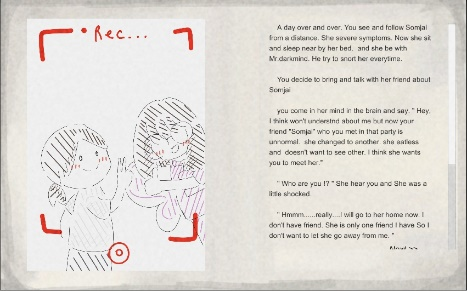 Rec...
A day over and over. You see and follow Somjai
from a distance. She severe symptoms. Now she sit
and sleep near by her bed. and she be with
Mr.darkmind. He try to snort her everytime.
You decide to bring and talk with her friend about
Somjai
you come in her mind in the brain and say, " Hey,
I think won't understnd about me but now your
friend "Somjai" who you met in that party is
unnormal. she changed to another. she eatless
and doesn't want to see other. I think she wants
you to meet her."
" Who are you !? " She hear you and She was a
little shocked.
" Hmmm......really....I will go to her home now. I
don't have friend. She is only one friend I have So I
don't want to let she go away from me. "